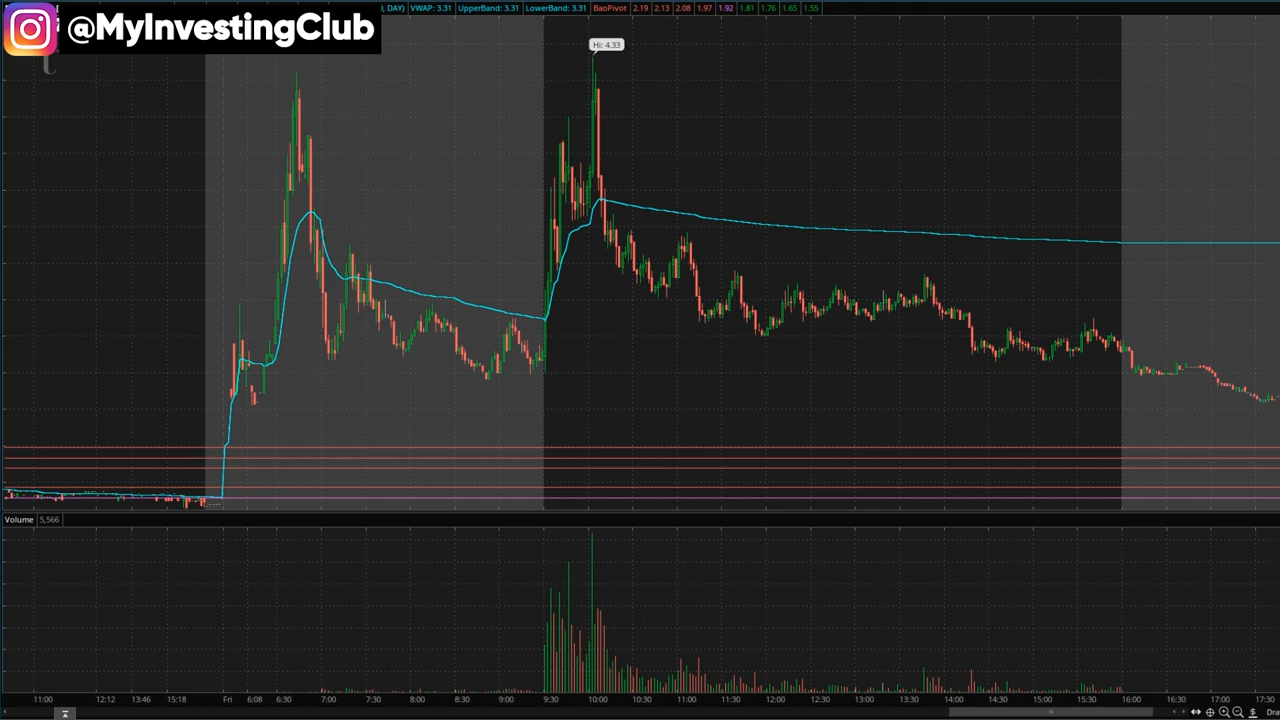 @MyInvestingClub
, DAY) VWAP: 3.31 UpperBand: 3.31 LowerBand: 3.31 BaoPivot 2.19 2.13 2.08 1.97 1.92 1.81 1.76 1.65 1.55
Hi: 4.33
Volume 5,566
11:00 12:12 13:46 15:18 Fri 6:08 6:30 7:00 7:30 8:00 8:30 9:00 9:30 10:00 10:30 11:00 11:30 12:00 12:30 13:00 13:30 14:00 14:30 15:00 15:30 16:00 16:30 17:00 17:30
Dra